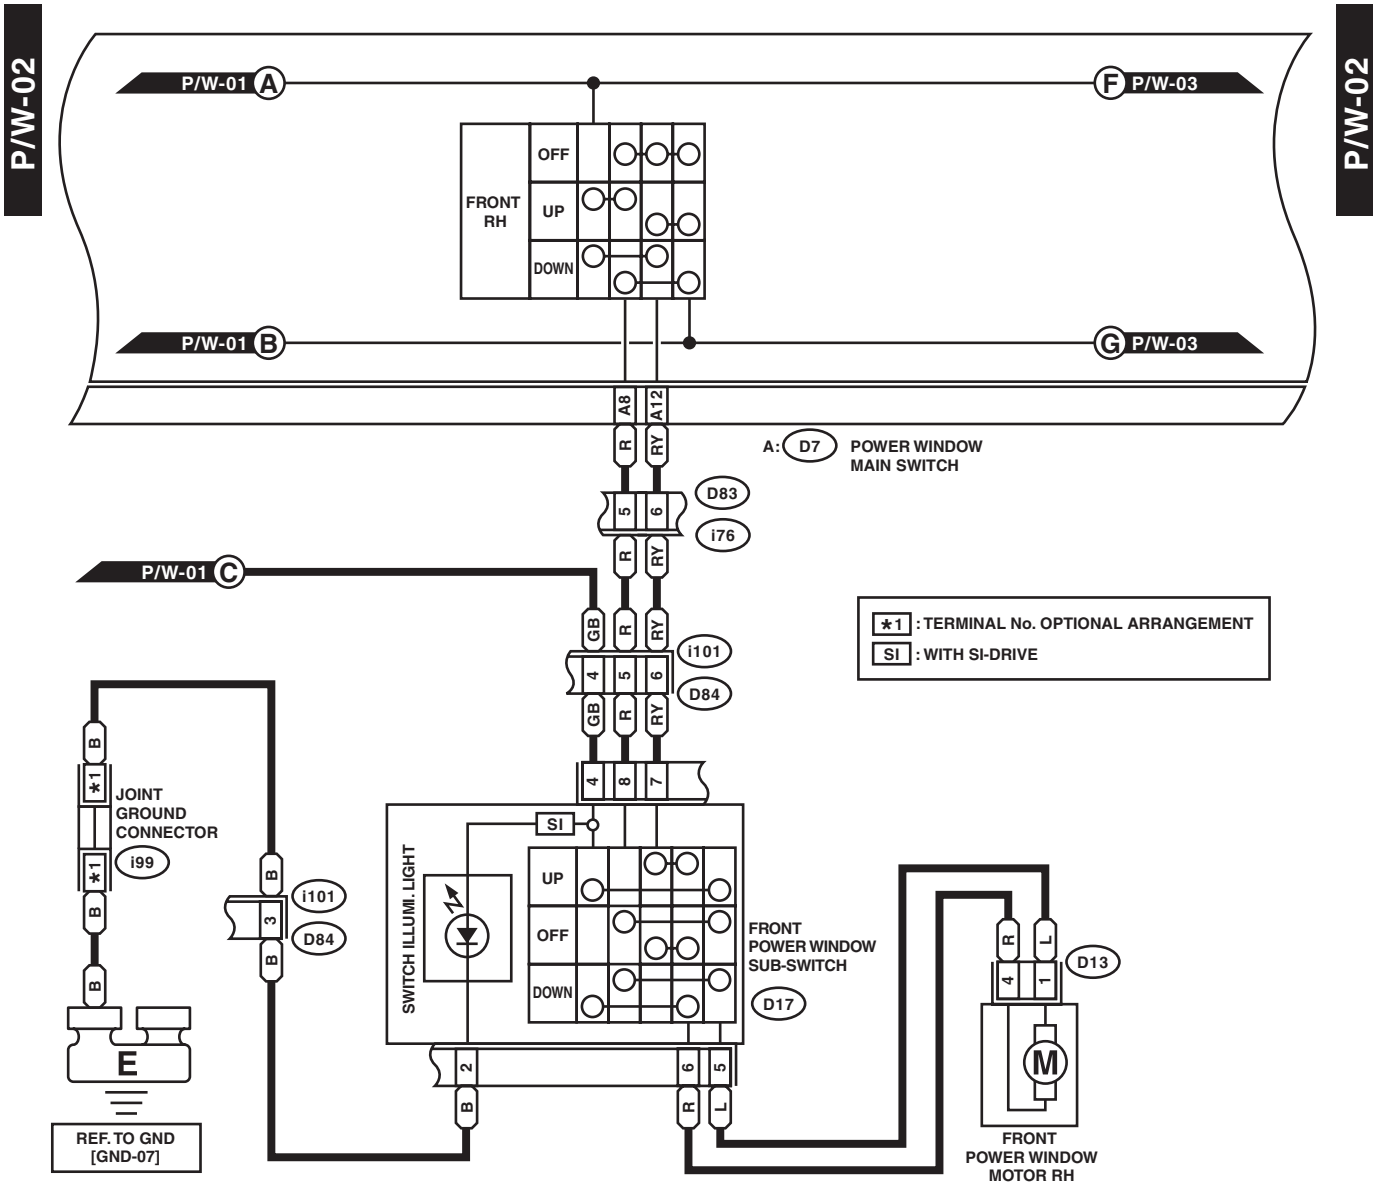 P/W-02
P/W-02
P/W-01 A
F P/W-03
FRONT
RH
OFF
UP
DOWN
P/W-01 B
G P/W-03
A8 A12
R RY
A: D7 POWER WINDOW
MAIN SWITCH
D83
5 6
i76
R RY
P/W-01 C
GB R RY
i101
4 5 6
D84
GB R RY
*1 : TERMINAL No. OPTIONAL ARRANGEMENT
SI : WITH SI-DRIVE
B
*1
JOINT
GROUND
CONNECTOR
i99
*1
B
B
E
REF. TO GND
[GND-07]
B
i101
3
D84
B
4 8 7
SI
SWITCH ILLUMI. LIGHT
UP
OFF
DOWN
FRONT
POWER WINDOW
SUB-SWITCH
D17
2 6 5
B R L
R L
D13
4 1
M
FRONT
POWER WINDOW
MOTOR RH